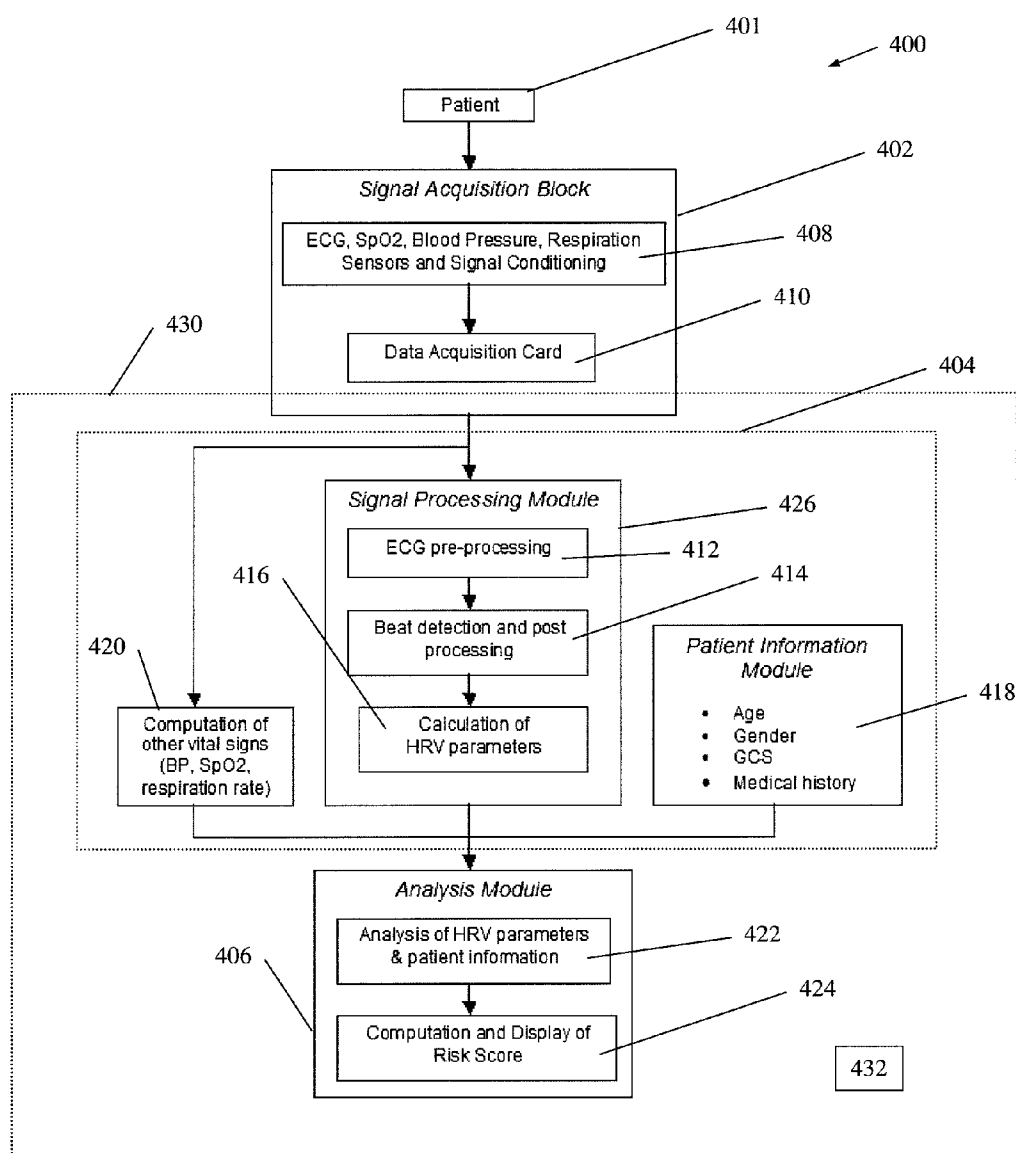 401
400
Patient
402
Signal Acquisition Block
ECG, SpO2, Blood Pressure, Respiration
Sensors and Signal Conditioning
408
410
430
Data Acquisition Card
404
Signal Processing Module
426
ECG pre-processing
412
416
414
Beat detection and post
processing
420
Patient Information
Module
• Age
• Gender
• GCS
• Medical history
418
Computation of
other vital signs
(BP, SpO2,
respiration rate)
Calculation of
HRV parameters
Analysis Module
Analysis of HRV parameters
& patient information
422
406
424
Computation and Display of
Risk Score
432